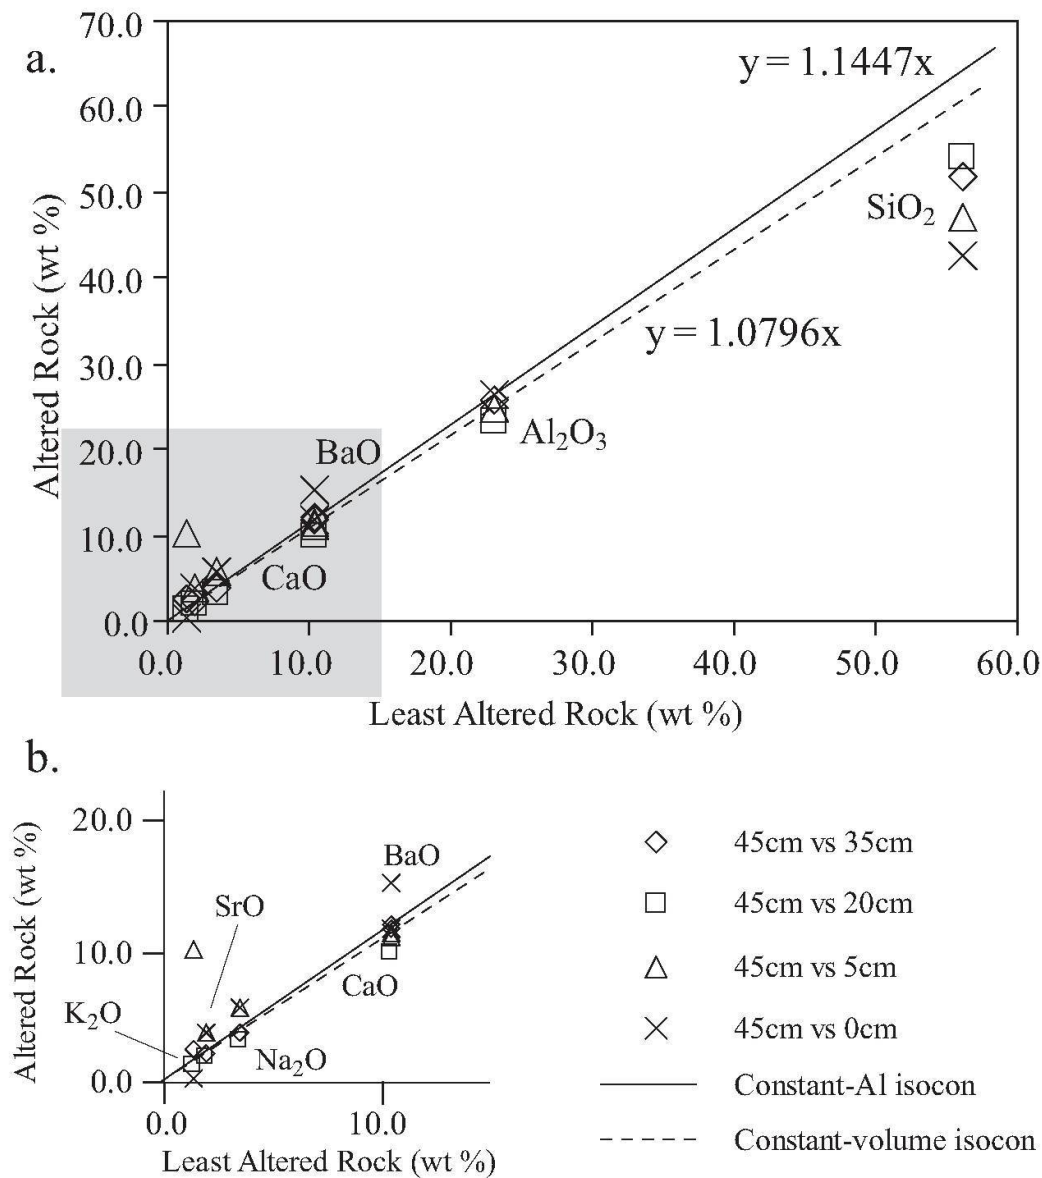 a.
70.0
60.0
50.0
40.0
30.0
20.0
10.0
0.0
Altered Rock (wt %)
y = 1.1447x
y = 1.0796x
SiO₂
Al₂O₃
BaO
CaO
0.0 10.0 20.0 30.0 40.0 50.0 60.0
Least Altered Rock (wt %)
b.
20.0
10.0
0.0
Altered Rock (wt %)
BaO
SrO
CaO
K₂O
Na₂O
0.0 10.0
Least Altered Rock (wt %)
45cm vs 35cm
45cm vs 20cm
45cm vs 5cm
45cm vs 0cm
Constant-Al isocon
Constant-volume isocon